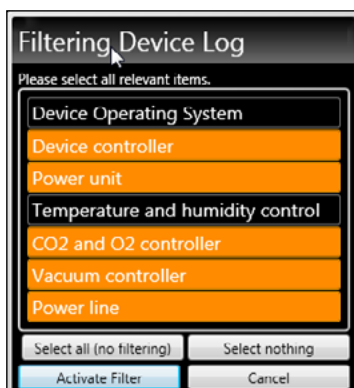 Filtering Device Log
Please select all relevant items.
Device Operating System
Device controller
Power unit
Temperature and humidity control
CO2 and O2 controller
Vacuum controller
Power line
Select all (no filtering) Select nothing
Activate Filter Cancel